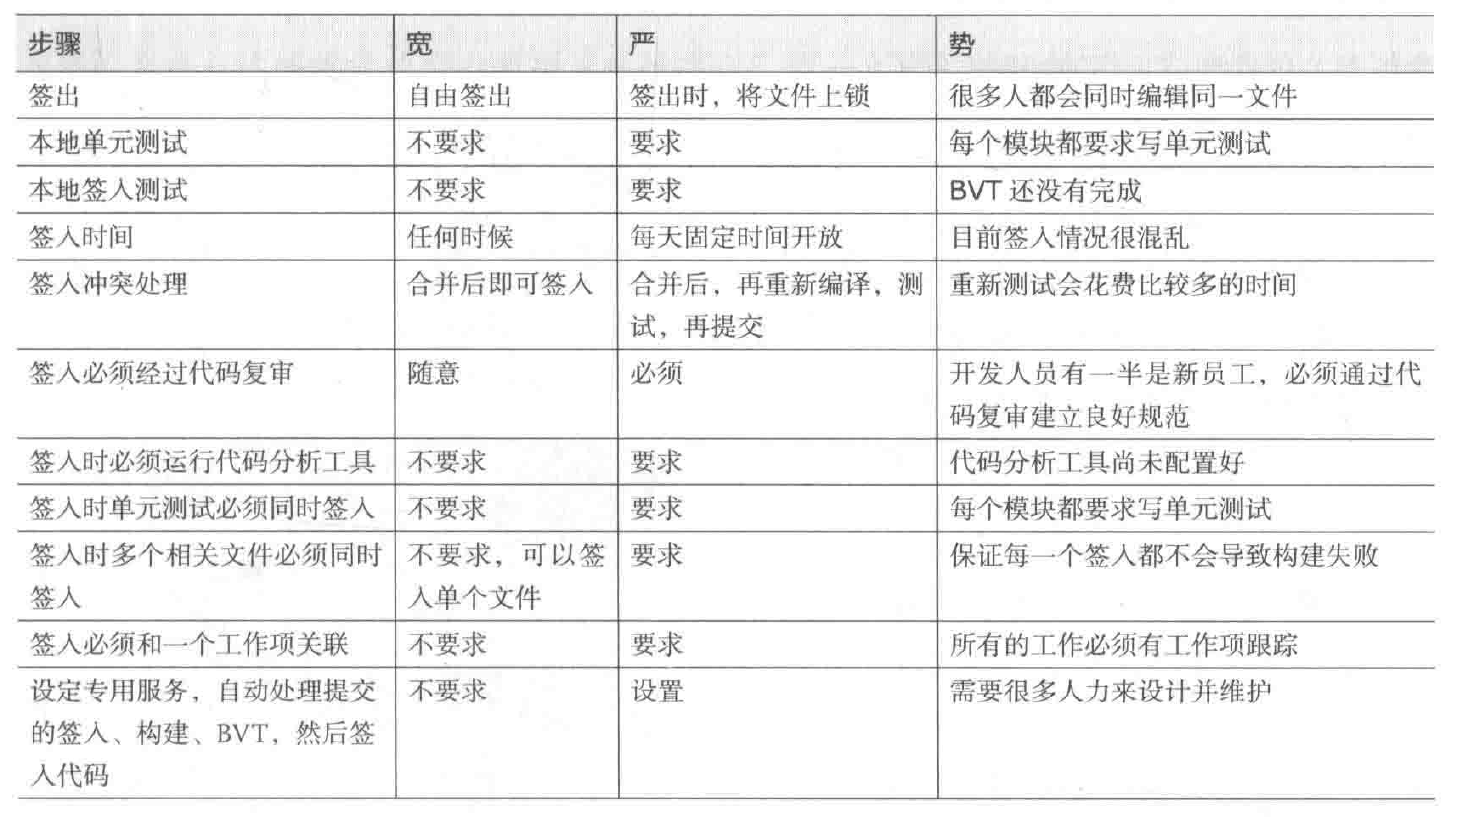 步骤 宽 严 势
签出 自由签出 签出时，将文件上锁 很多人都会同时编辑同一文件
本地单元测试 不要求 要求 每个模块都要求写单元测试
本地签入测试 不要求 要求 BVT 还没有完成
签入时间 任何时候 每天固定时间开放 目前签入情况很混乱
签入冲突处理 合并后即可签入 合并后，再重新编译，测 重新测试会花费比较多的时间
试，再提交
签入必须经过代码复审 随意 必须 开发人员有一半是新员工，必须通过代
码复审建立良好规范
签入时必须运行代码分析工具 不要求 要求 代码分析工具尚未配置好
签入时单元测试必须同时签入 不要求 要求 每个模块都要求写单元测试
签入时多个相关文件必须同时 不要求，可以签 要求 保证每一个签入都不会导致构建失败
签入 入单个文件
签入必须和一个工作项关联 不要求 要求 所有的工作必须有工作项跟踪
设定专用服务，自动处理提交 不要求 设置 需要很多人力来设计并维护
的签入、构建、BVT，然后签
入代码